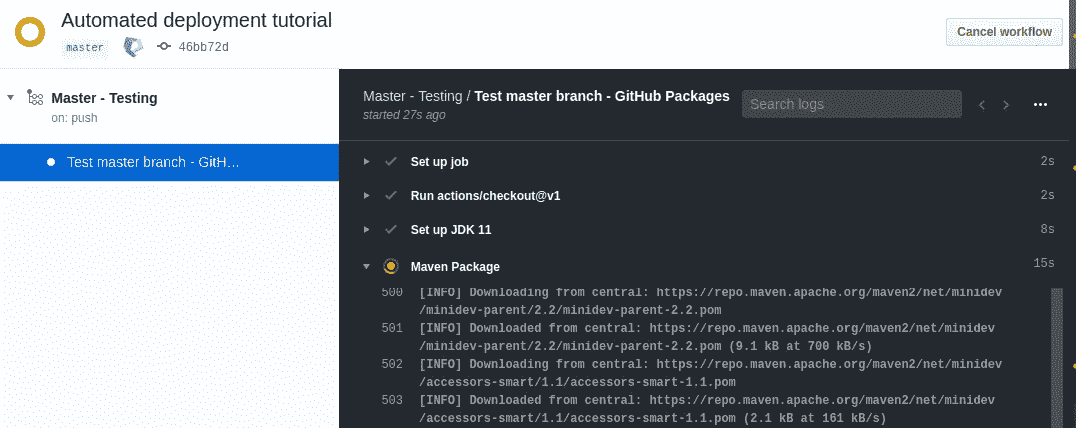 Automated deployment tutorial
master 46bb72d
Cancel workflow
Master - Testing
on: push
Test master branch - GitH...
Master - Testing / Test master branch - GitHub Packages
started 27s ago
Search logs
Set up job 2s
Run actions/checkout@v1 2s
Set up JDK 11 8s
Maven Package 15s
500 [INFO] Downloading from central: https://repo.maven.apache.org/maven2/net/minidev
/minidev-parent/2.2/minidev-parent-2.2.pom
501 [INFO] Downloaded from central: https://repo.maven.apache.org/maven2/net/minidev
/minidev-parent/2.2/minidev-parent-2.2.pom (9.1 kB at 700 kB/s)
502 [INFO] Downloading from central: https://repo.maven.apache.org/maven2/net/minidev
/accessors-smart/1.1/accessors-smart-1.1.pom
503 [INFO] Downloaded from central: https://repo.maven.apache.org/maven2/net/minidev
/accessors-smart/1.1/accessors-smart-1.1.pom (2.1 kB at 161 kB/s)